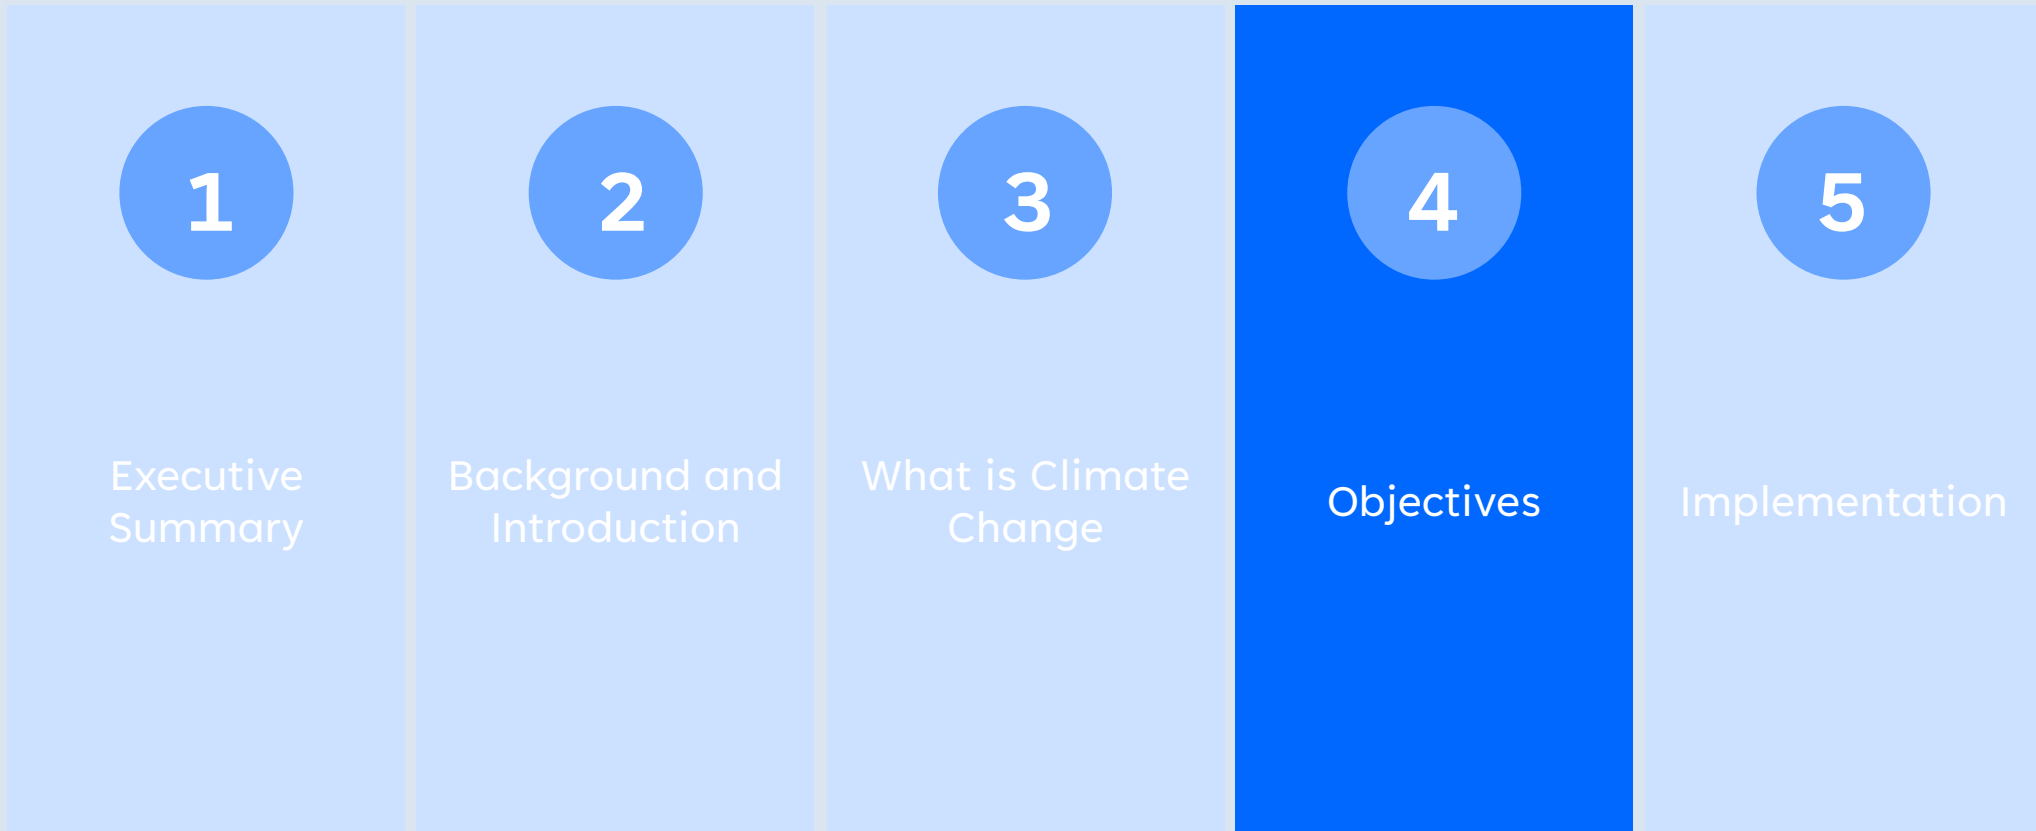 1
Executive
Summary
2
Background and
Introduction
3
What is Climate
Change
4
Objectives
5
Implementation